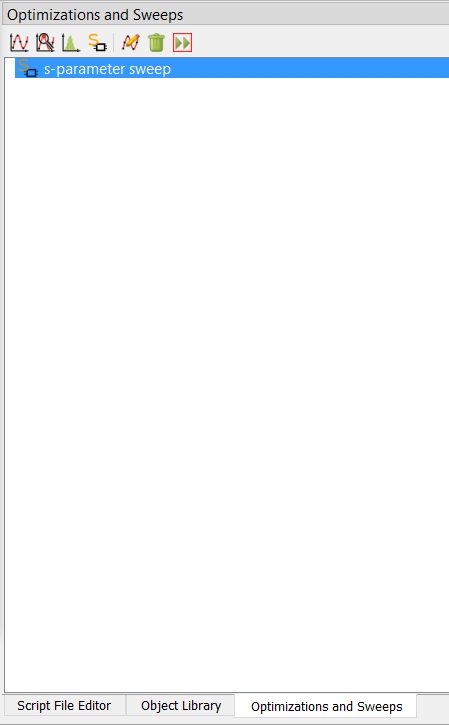 Optimizations and Sweeps
s-parameter sweep
Script File Editor
Object Library
Optimizations and Sweeps